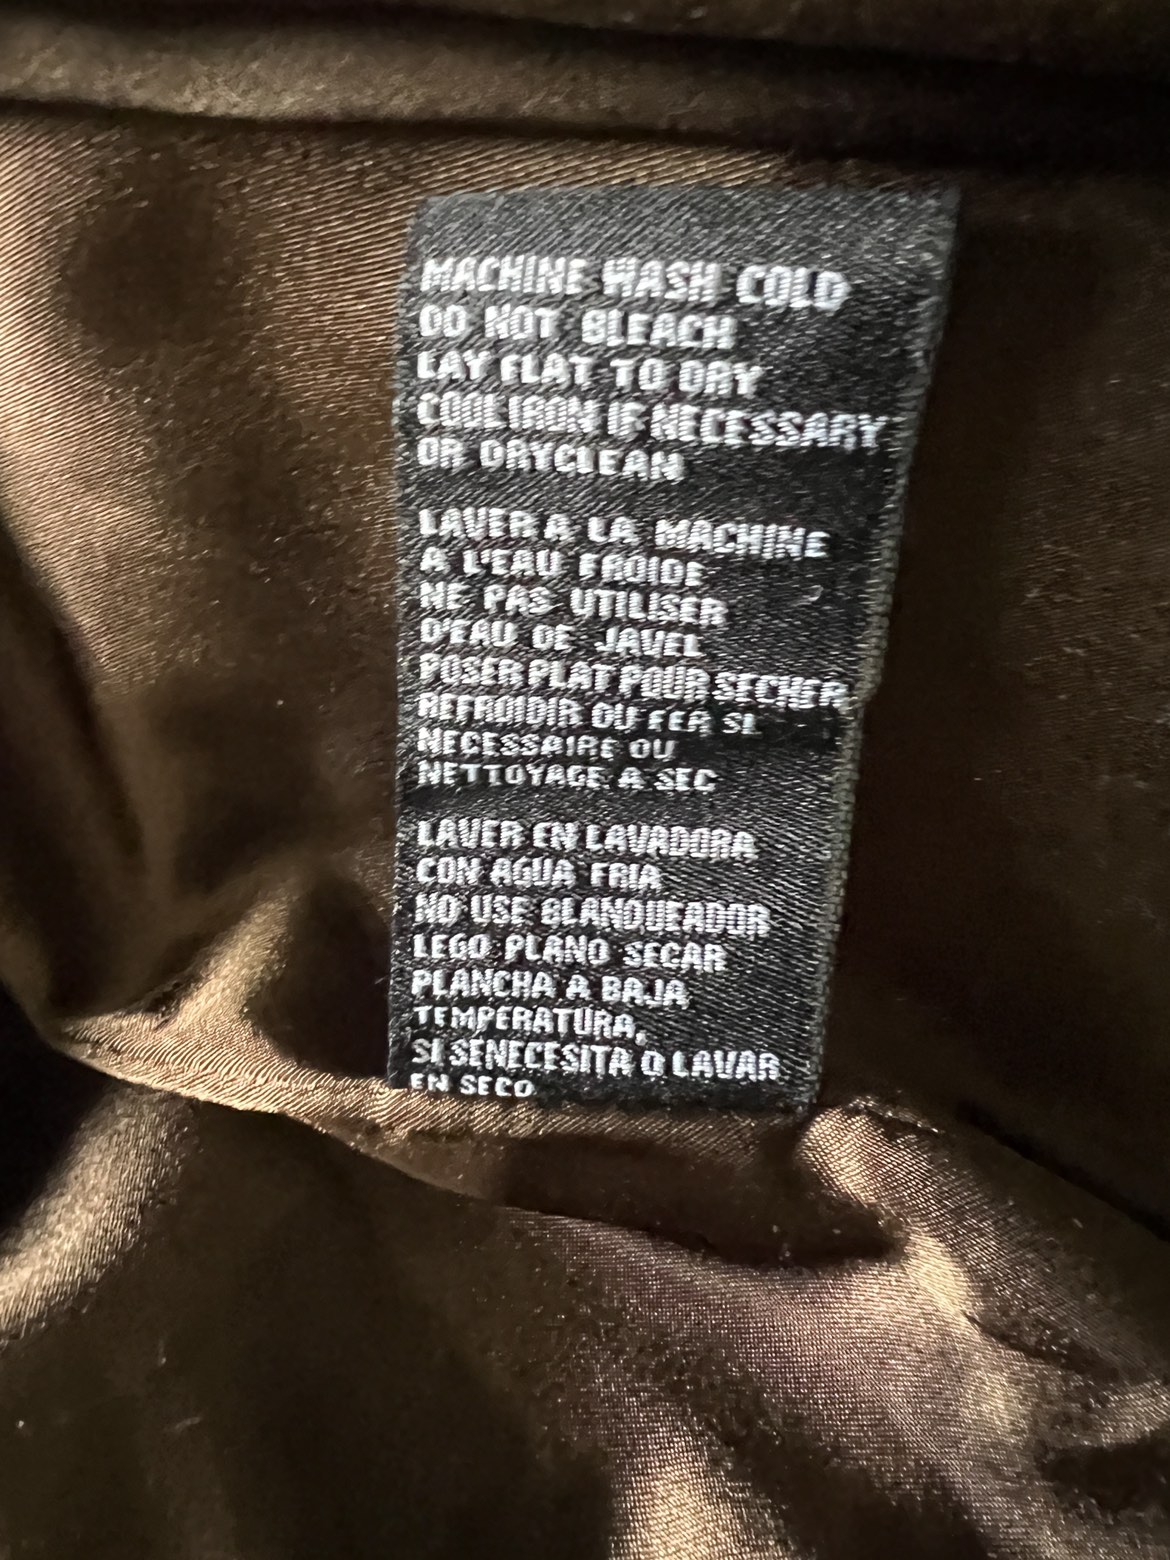 MACHINE WASH COLD
DO NOT BLEACH
LAY FLAT TO DRY
COOL IRON IF NECESSARY
OR DRYCLEAN
LAVER A LA MACHINE
A L'EAU FROIDE
NE PAS UTILISER
D'EAU DE JAVEL
POSER PLAT POUR SECHER
REFROIDIR OU FER SI
NECESSAIRE OU
NETTOYAGE A SEC
LAVER EN LAVADORA
CON AGUA FRIA
NO USE BLANQUEADOR
LEGO PLANO SECAR
PLANCHA A BAJA
TEMPERATURA,
SI SENECESITA O LAVAR
EN SECO